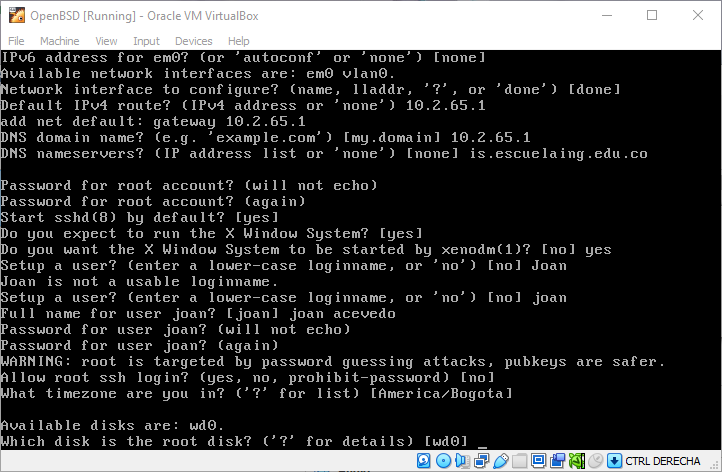 OpenBSD [Running] - Oracle VM VirtualBox
File Machine View Input Devices Help
IPv6 address for em0? (or 'autoconf' or 'none') [none]
Available network interfaces are: em0 vlan0.
Network interface to configure? (name, lladdr, '?', or 'done') [done]
Default IPv4 route? (IPv4 address or 'none') 10.2.65.1
add net default: gateway 10.2.65.1
DNS domain name? (e.g. 'example.com') [my.domain] 10.2.65.1
DNS nameservers? (IP address list or 'none') [none] is.escuelaing.edu.co
Password for root account? (will not echo)
Password for root account? (again)
Start sshd(8) by default? [yes]
Do you expect to run the X Window System? [yes]
Do you want the X Window System to be started by xenodm(1)? [no] yes
Setup a user? (enter a lower-case loginname, or 'no') [no] Joan
Joan is not a usable loginname.
Setup a user? (enter a lower-case loginname, or 'no') [no] joan
Full name for user joan? [joan] joan acevedo
Password for user joan? (will not echo)
Password for user joan? (again)
WARNING: root is targeted by password guessing attacks, pubkeys are safer.
Allow root ssh login? (yes, no, prohibit-password) [no]
What timezone are you in? ('?' for list) [America/Bogota]
Available disks are: wd0.
Which disk is the root disk? ('?' for details) [wd0] _
CTRL DERECHA